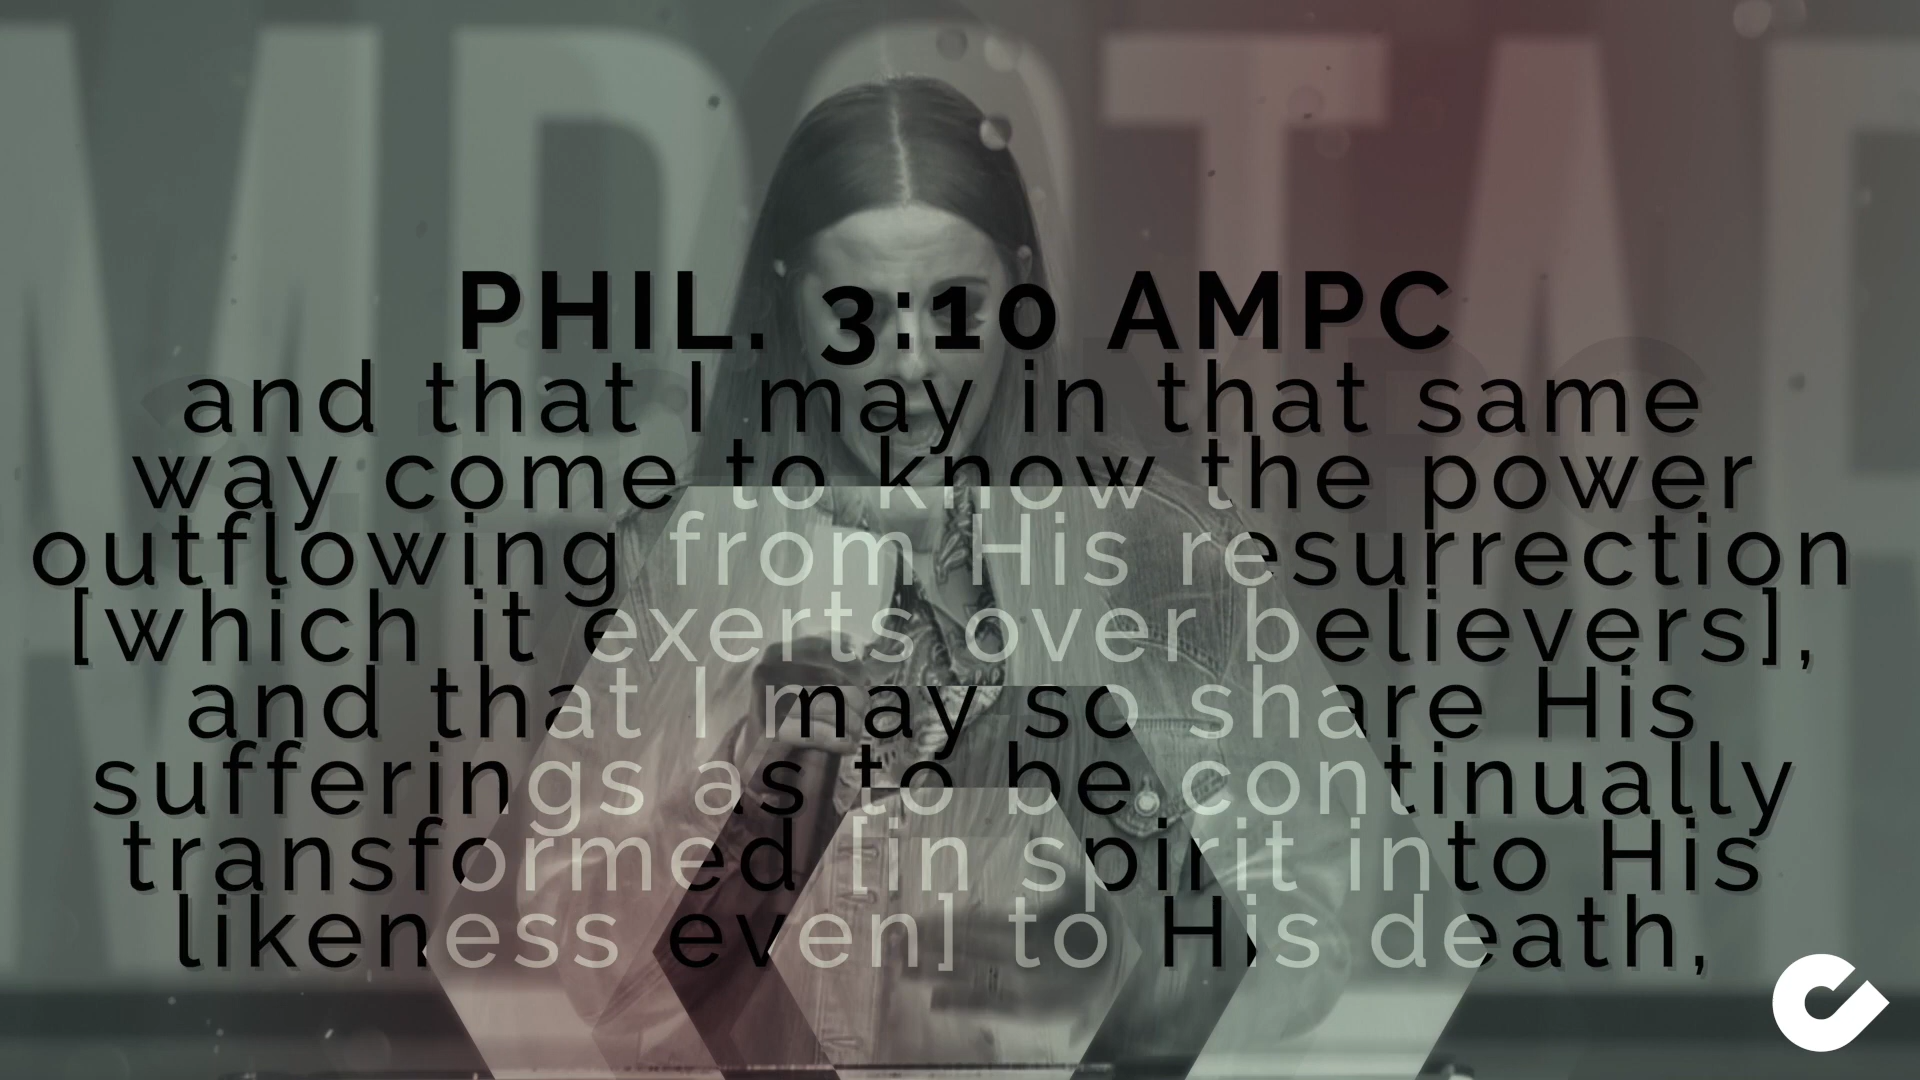 PHIL. 3:10 AMPC
and that I may in that same
way come to know the power
outflowing from His resurrection
[which it exerts over believers],
and that I may so share His
sufferings as to be continually
transformed [in spirit into His
likeness even] to His death,